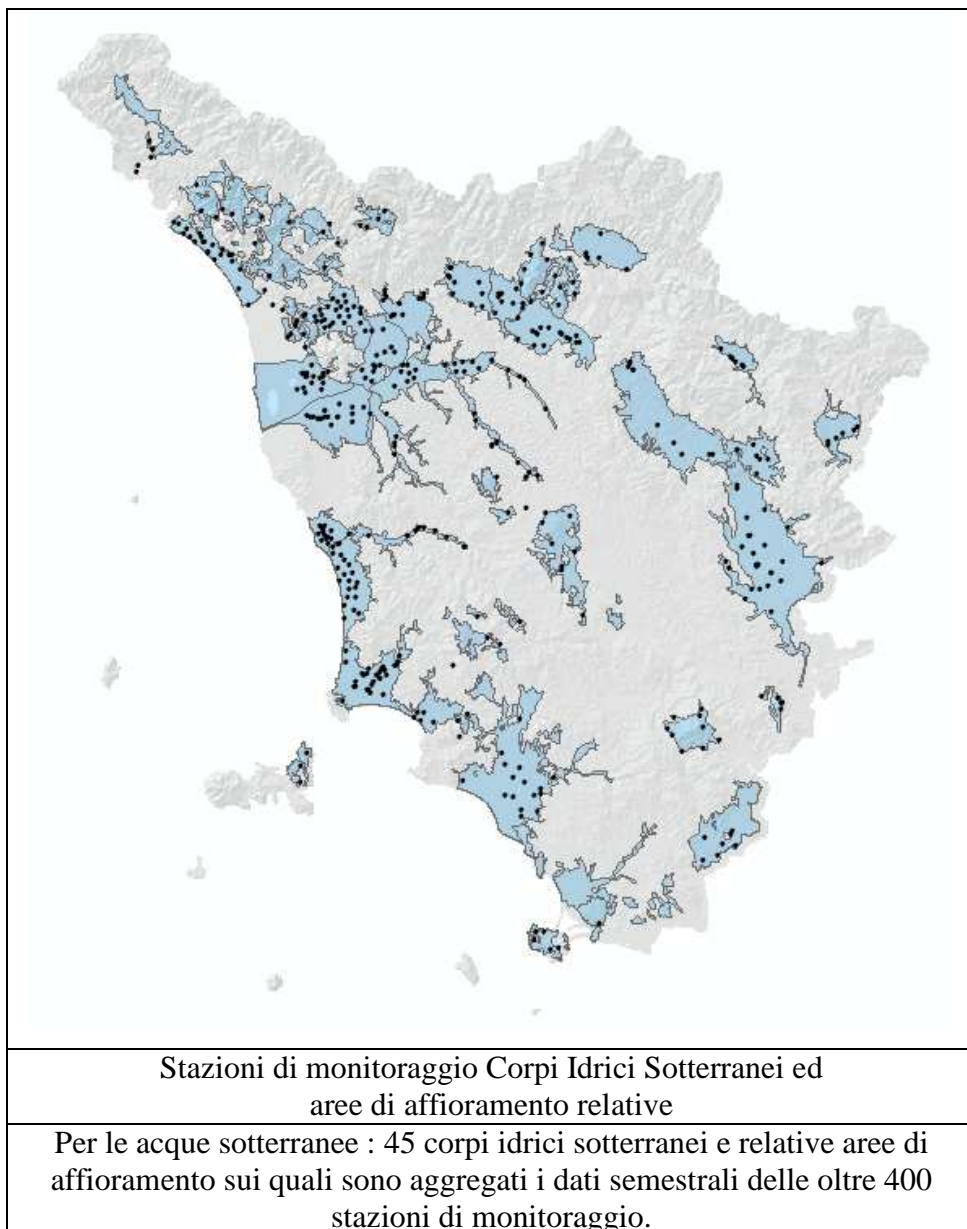 Stazioni di monitoraggio Corpi Idrici Sotterranei ed
aree di affioramento relative
Per le acque sotterranee : 45 corpi idrici sotterranei e relative aree di
affioramento sui quali sono aggregati i dati semestrali delle oltre 400
stazioni di monitoraggio.